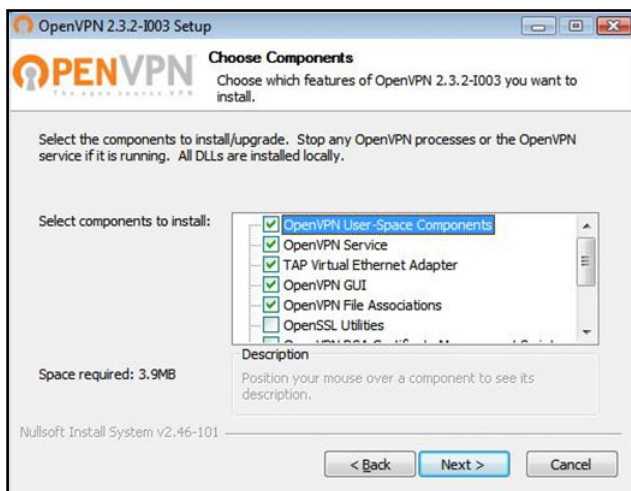 OpenVPN 2.3.2-I003 Setup
OPENVPN
The open source VPN
Choose Components
Choose which features of OpenVPN 2.3.2-I003 you want to
install.
Select the components to install/upgrade. Stop any OpenVPN processes or the OpenVPN
service if it is running. All DLLs are installed locally.
Select components to install:
OpenVPN User-Space Components
OpenVPN Service
TAP Virtual Ethernet Adapter
OpenVPN GUI
OpenVPN File Associations
OpenSSL Utilities
Space required: 3.9MB
Description
Position your mouse over a component to see its
description.
Nullsoft Install System v2.46-101
< Back
Next >
Cancel